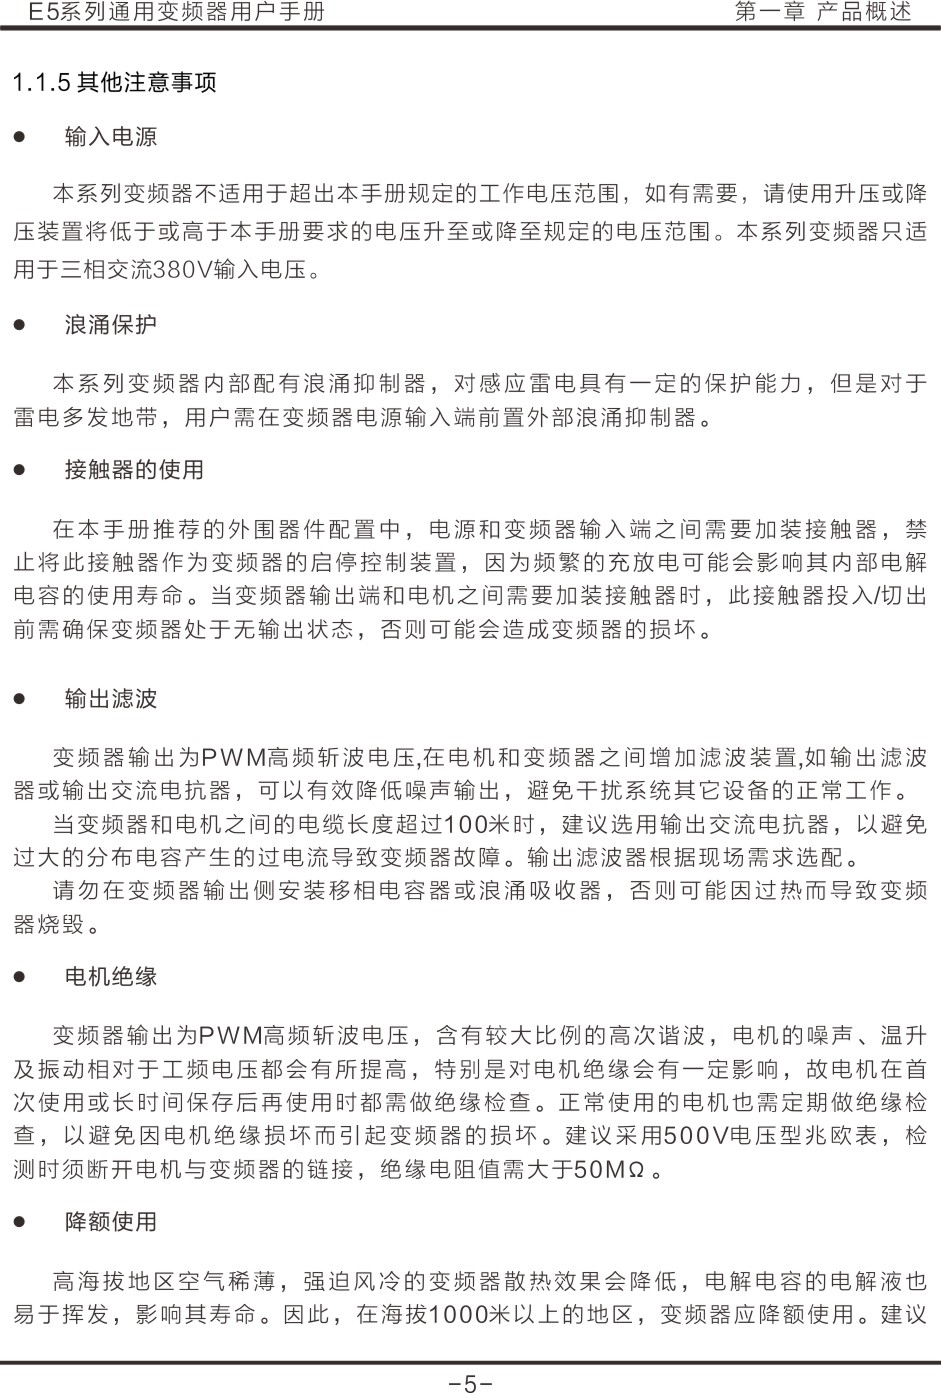 E5系列通用变频器用户手册 第一章 产品概述
1.1.5 其他注意事项
● 输入电源
本系列变频器不适用于超出本手册规定的工作电压范围，如有需要，请使用升压或降
压装置将低于或高于本手册要求的电压升至或降至规定的电压范围。本系列变频器只适
用于三相交流380V输入电压。
● 浪涌保护
本系列变频器内部配有浪涌抑制器，对感应雷电具有一定的保护能力，但是对于
雷电多发地带，用户需在变频器电源输入端前置外部浪涌抑制器。
● 接触器的使用
在本手册推荐的外围器件配置中，电源和变频器输入端之间需要加装接触器，禁
止将此接触器作为变频器的启停控制装置，因为频繁的充放电可能会影响其内部电解
电容的使用寿命。当变频器输出端和电机之间需要加装接触器时，此接触器投入/切出
前需确保变频器处于无输出状态，否则可能会造成变频器的损坏。
● 输出滤波
变频器输出为PWM高频斩波电压,在电机和变频器之间增加滤波装置,如输出滤波
器或输出交流电抗器，可以有效降低噪声输出，避免干扰系统其它设备的正常工作。
当变频器和电机之间的电缆长度超过100米时，建议选用输出交流电抗器，以避免
过大的分布电容产生的过电流导致变频器故障。输出滤波器根据现场需求选配。
请勿在变频器输出侧安装移相电容器或浪涌吸收器，否则可能因过热而导致变频
器烧毁。
● 电机绝缘
变频器输出为PWM高频斩波电压，含有较大比例的高次谐波，电机的噪声、温升
及振动相对于工频电压都会有所提高，特别是对电机绝缘会有一定影响，故电机在首
次使用或长时间保存后再使用时都需做绝缘检查。正常使用的电机也需定期做绝缘检
查，以避免因电机绝缘损坏而引起变频器的损坏。建议采用500V电压型兆欧表，检
测时须断开电机与变频器的链接，绝缘电阻值需大于50MΩ。
● 降额使用
高海拔地区空气稀薄，强迫风冷的变频器散热效果会降低，电解电容的电解液也
易于挥发，影响其寿命。因此，在海拔1000米以上的地区，变频器应降额使用。建议
-5-